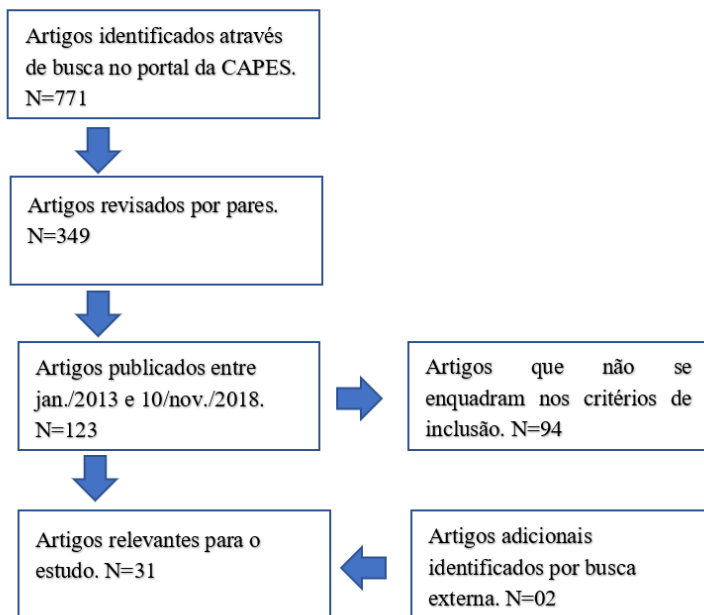 Artigos identificados através
de busca no portal da CAPES.
N=771
Artigos revisados por pares.
N=349
Artigos publicados entre
jan./2013 e 10/nov./2018.
N=123
Artigos que não se
enquadram nos critérios de
inclusão. N=94
Artigos relevantes para o
estudo. N=31
Artigos adicionais
identificados por busca
externa. N=02